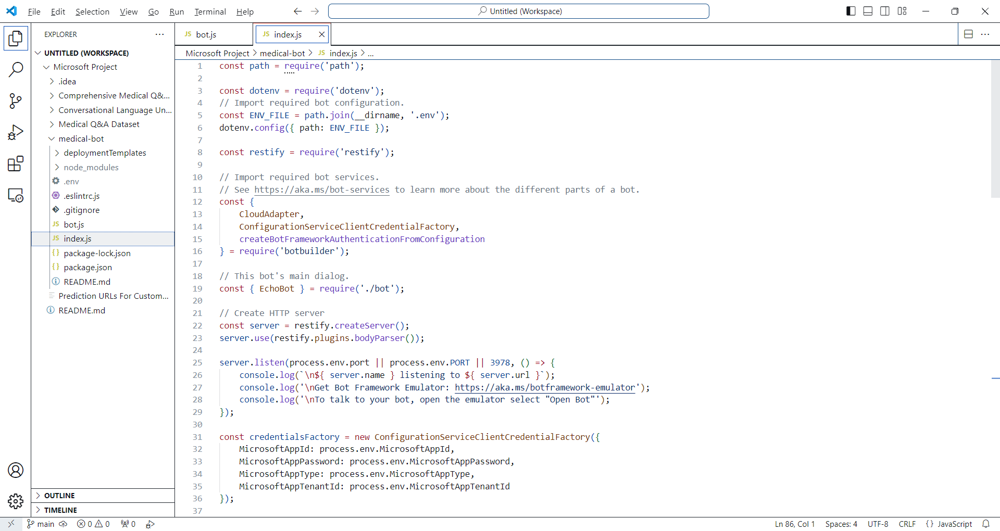 File Edit Selection View Go Run Terminal Help
Untitled (Workspace)
EXPLORER
UNTITLED (WORKSPACE)
Microsoft Project
.idea
Comprehensive Medical Q&...
Conversational Language Un...
Medical Q&A Dataset
medical-bot
deploymentTemplates
node_modules
.env
.eslintrc.js
.gitignore
JS bot.js
JS index.js
{} package-lock.json
{} package.json
README.md
Prediction URLs For Custom...
README.md
OUTLINE
TIMELINE
JS bot.js
JS index.js
Microsoft Project > medical-bot > JS index.js > ...
1 const path = require('path');
2
3 const dotenv = require('dotenv');
4 // Import required bot configuration.
5 const ENV_FILE = path.join(__dirname, '.env');
6 dotenv.config({ path: ENV_FILE });
7
8 const restify = require('restify');
9
10 // Import required bot services.
11 // See https://aka.ms/bot-services to learn more about the different parts of a bot.
12 const {
13     CloudAdapter,
14     ConfigurationServiceClientCredentialFactory,
15     createBotFrameworkAuthenticationFromConfiguration
16 } = require('botbuilder');
17
18 // This bot's main dialog.
19 const { EchoBot } = require('./bot');
20
21 // Create HTTP server
22 const server = restify.createServer();
23 server.use(restify.plugins.bodyParser());
24
25 server.listen(process.env.port || process.env.PORT || 3978, () => {
26     console.log(`\n${ server.name } listening to ${ server.url }`);
27     console.log('\nGet Bot Framework Emulator: https://aka.ms/botframework-emulator');
28     console.log('\nTo talk to your bot, open the emulator select "Open Bot"');
29 });
30
31 const credentialsFactory = new ConfigurationServiceClientCredentialFactory({
32     MicrosoftAppId: process.env.MicrosoftAppId,
33     MicrosoftAppPassword: process.env.MicrosoftAppPassword,
34     MicrosoftAppType: process.env.MicrosoftAppType,
35     MicrosoftAppTenantId: process.env.MicrosoftAppTenantId
36 });
37
main 0 0 0
Ln 86, Col 1 Spaces: 4 UTF-8 CRLF {} JavaScript